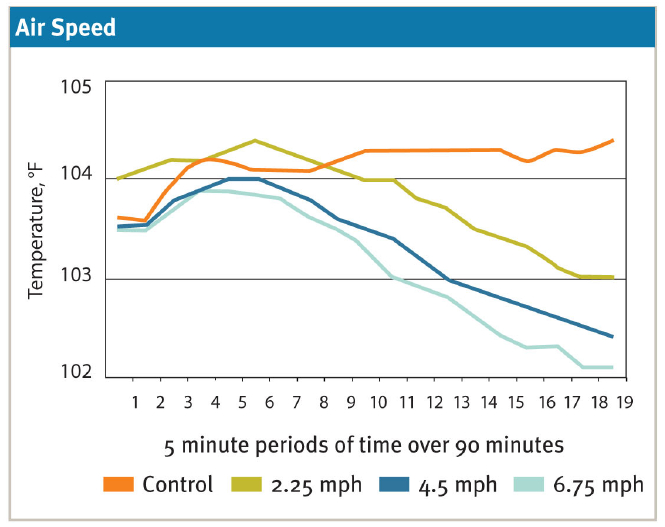 Air Speed
105
104
103
102
Temperature, °F
1 2 3 4 5 6 7 8 9 10 11 12 13 14 15 16 17 18 19
5 minute periods of time over 90 minutes
Control 2.25 mph 4.5 mph 6.75 mph